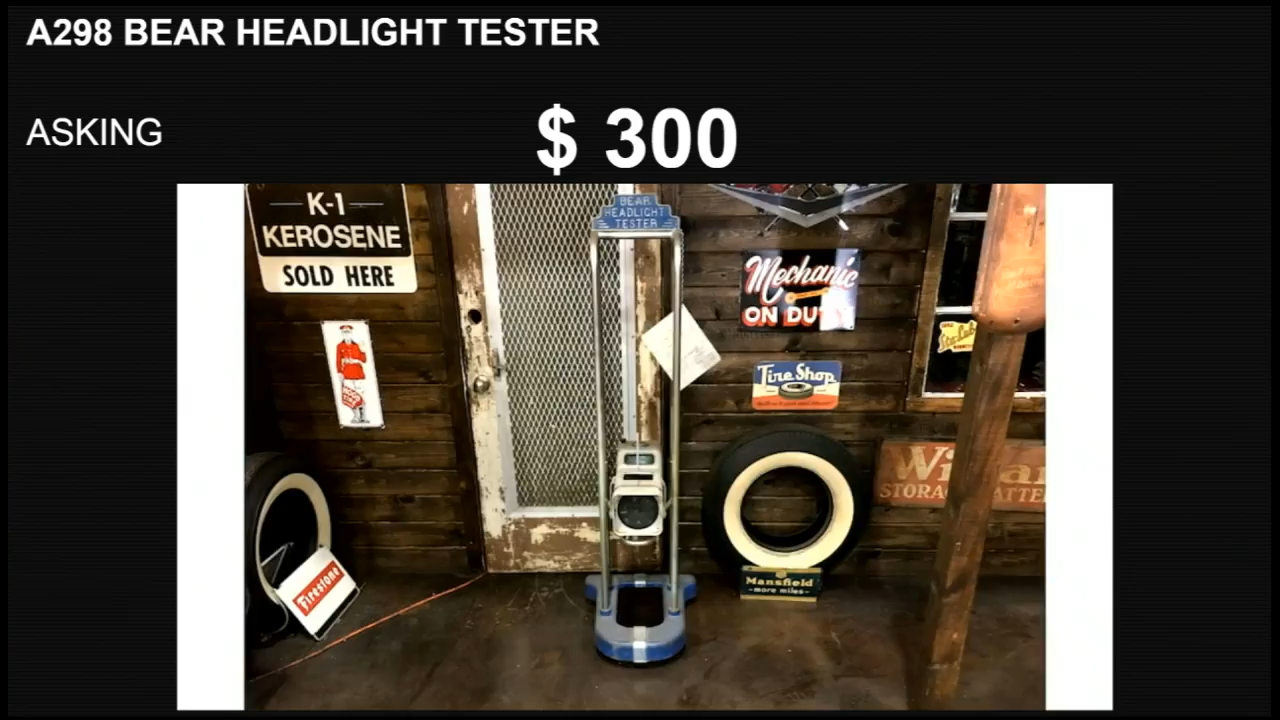 A298 BEAR HEADLIGHT TESTER
ASKING
$ 300
K-1
KEROSENE
SOLD HERE
BEAR
HEADLIGHT
TESTER
Mechanic
ON DUTY
Tire Shop
Firestone
Mansfield
-more miles-